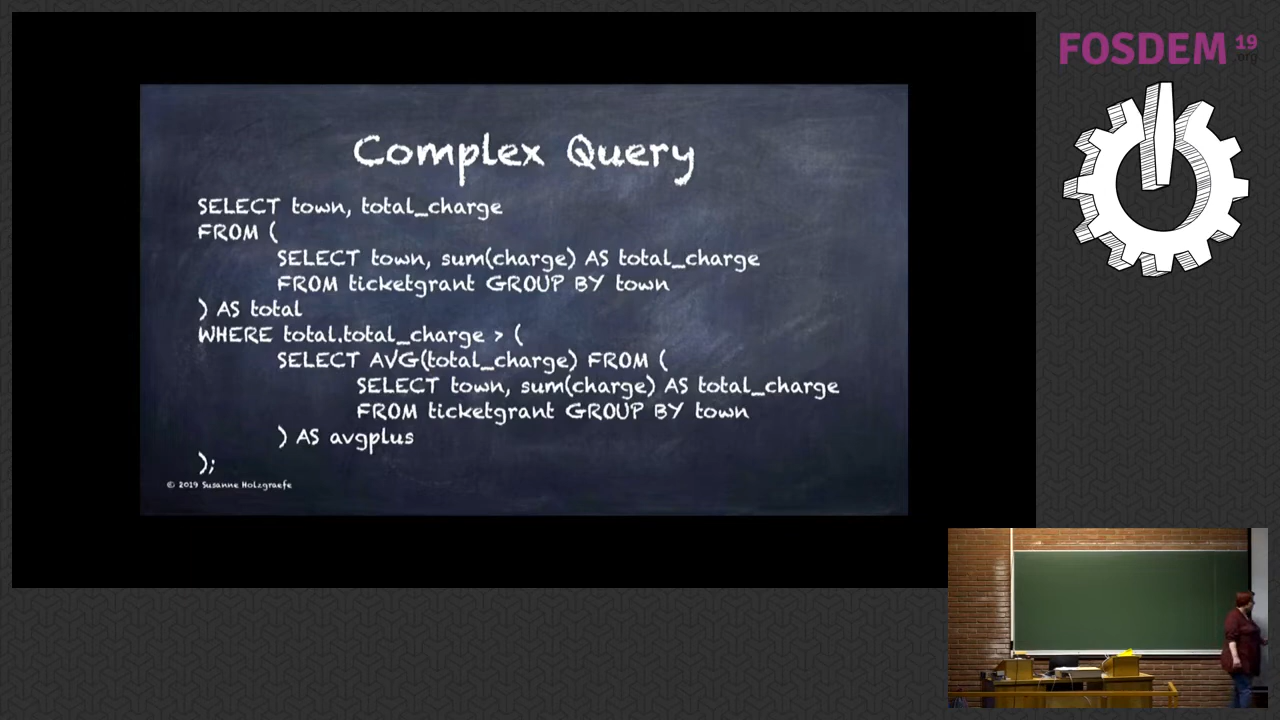 FOSDEM 19
.org
Complex Query
SELECT town, total_charge
FROM (
SELECT town, sum(charge) AS total_charge
FROM ticketgrant GROUP BY town
) AS total
WHERE total.total_charge > (
SELECT AVG(total_charge) FROM (
SELECT town, sum(charge) AS total_charge
FROM ticketgrant GROUP BY town
) AS avgplus
);
© 2019 Susanne Holzgraefe